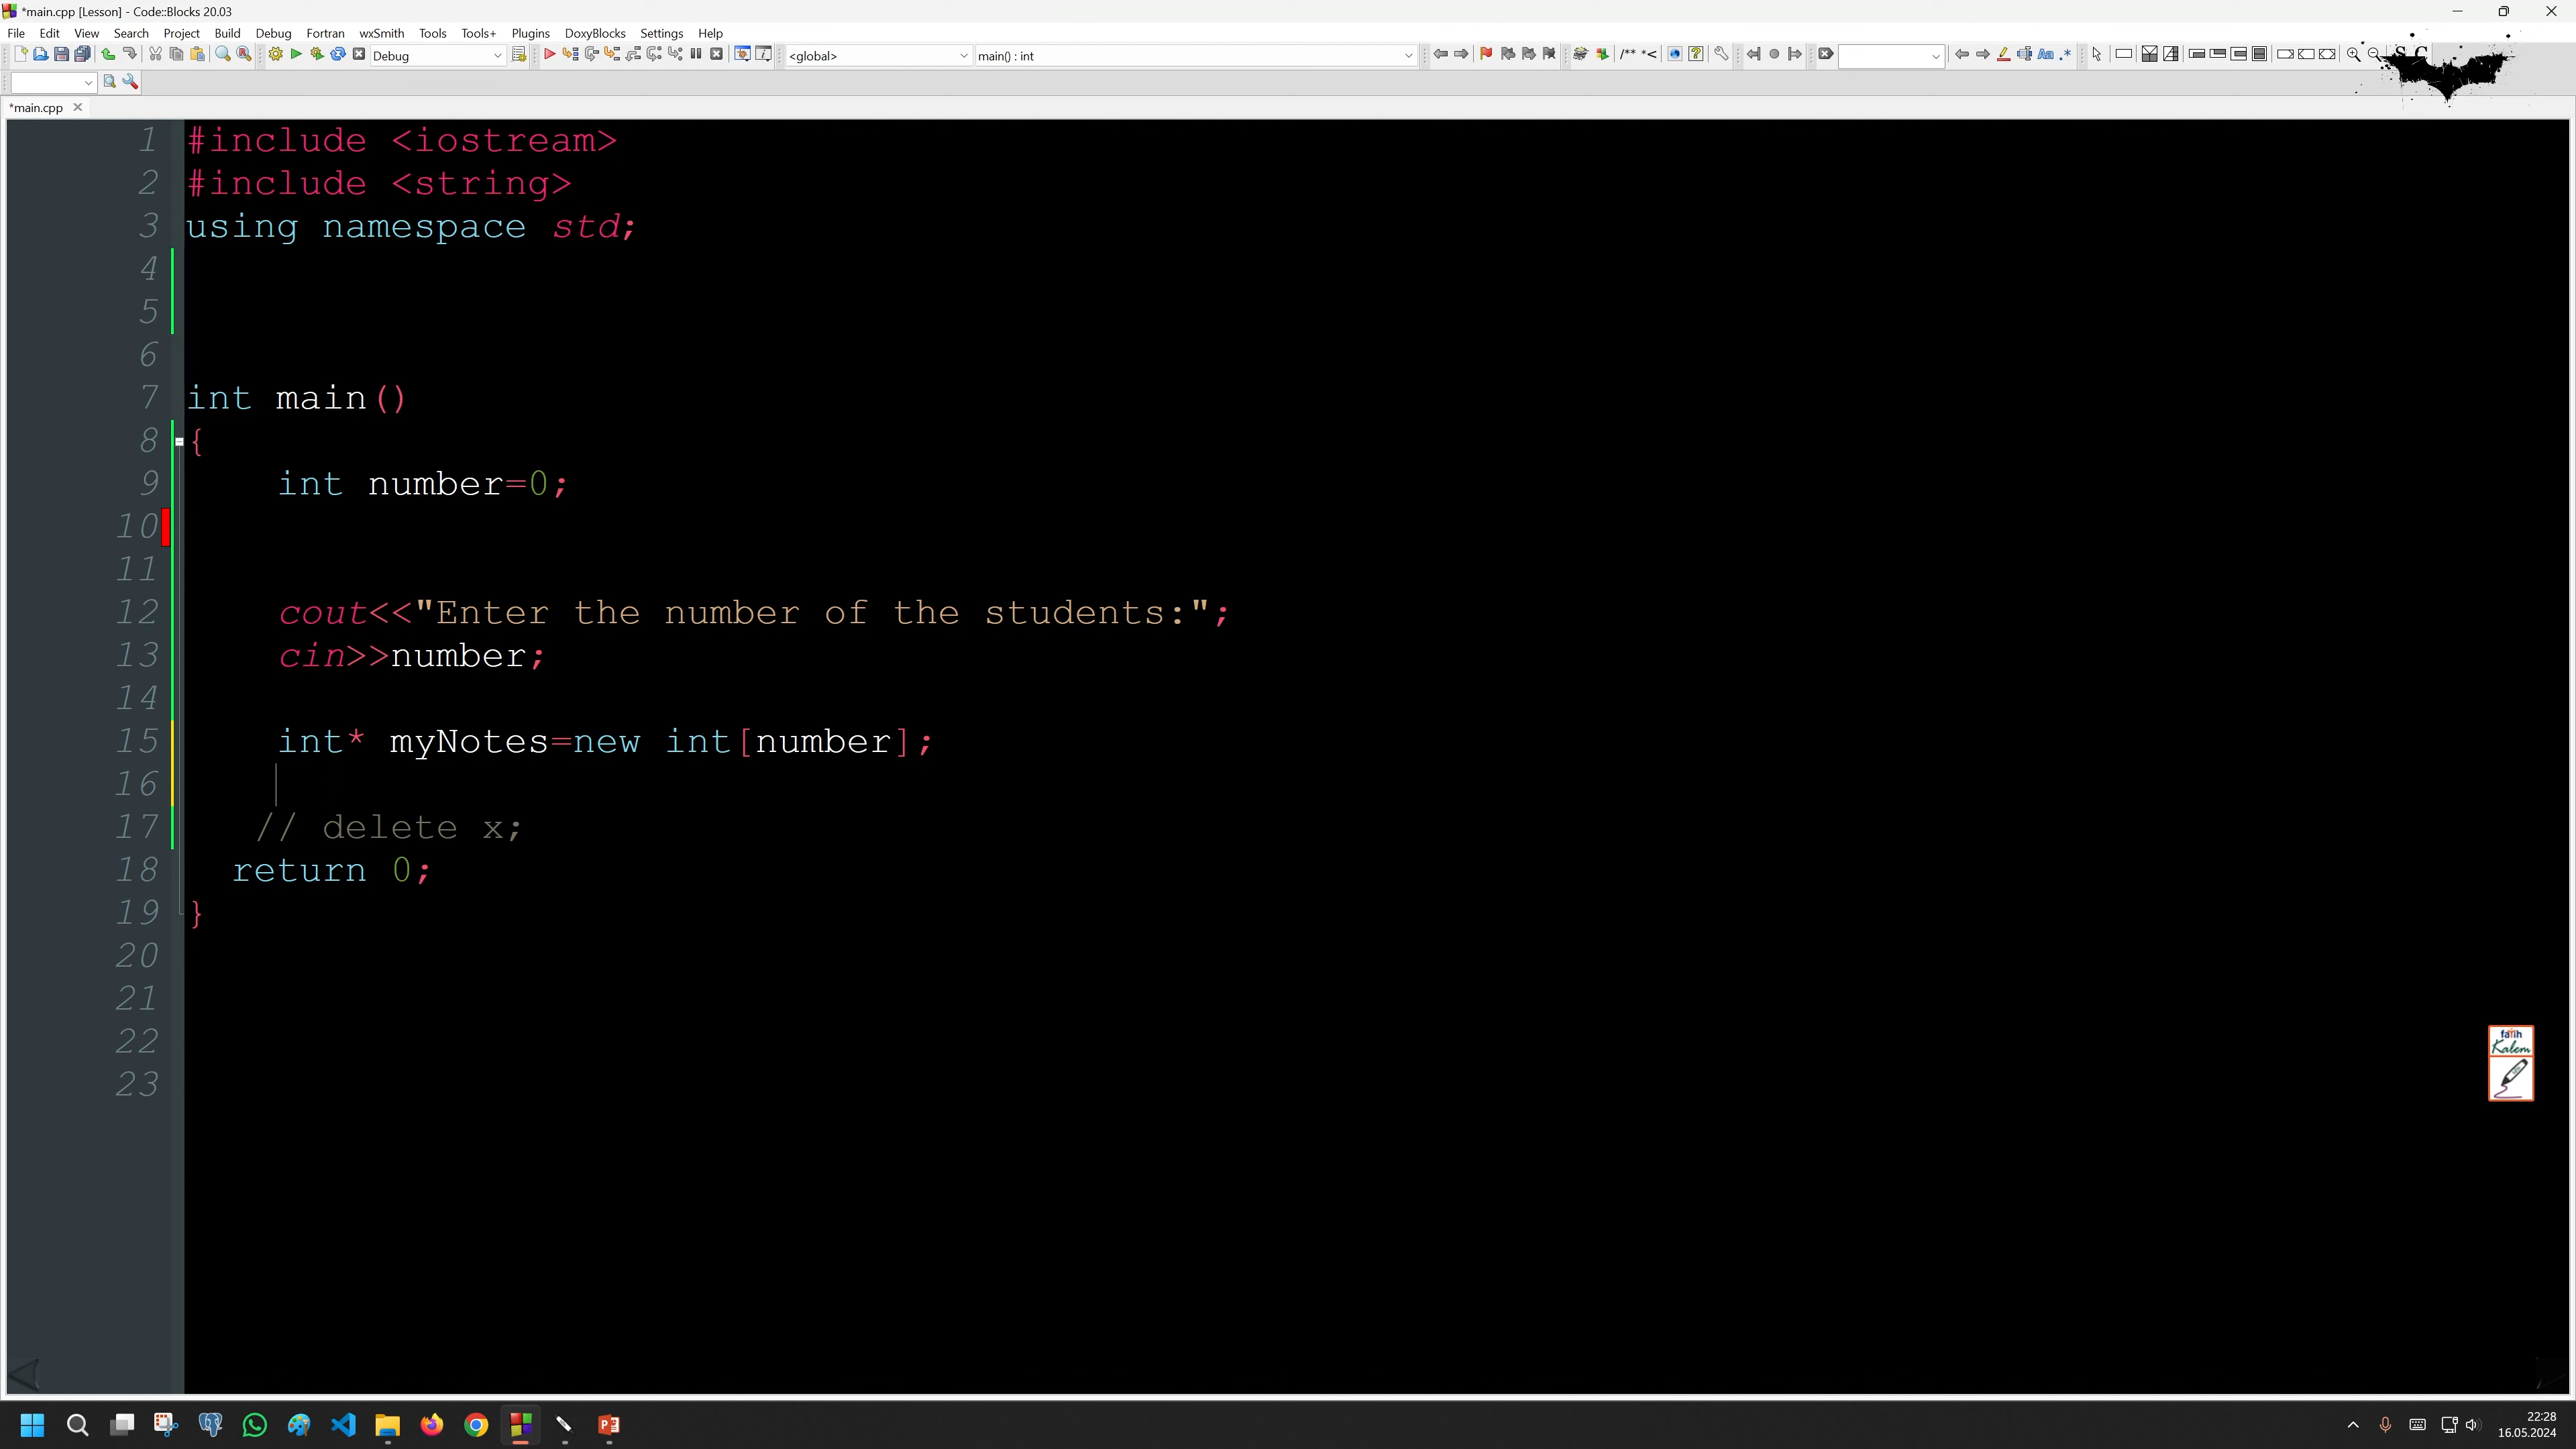 *main.cpp [Lesson] - Code::Blocks 20.03
File Edit View Search Project Build Debug Fortran wxSmith Tools Tools+ Plugins DoxyBlocks Settings Help
Debug <global> main() : int /** *< Aa .* S C
*main.cpp
1 #include <iostream>
2 #include <string>
3 using namespace std;
4
5
6
7 int main()
8 {
9 int number=0;
10
11
12 cout<<"Enter the number of the students:";
13 cin>>number;
14
15 int* myNotes=new int[number];
16
17 // delete x;
18 return 0;
19 }
20
21
22
23
fatih
Kalem
22:28
16.05.2024